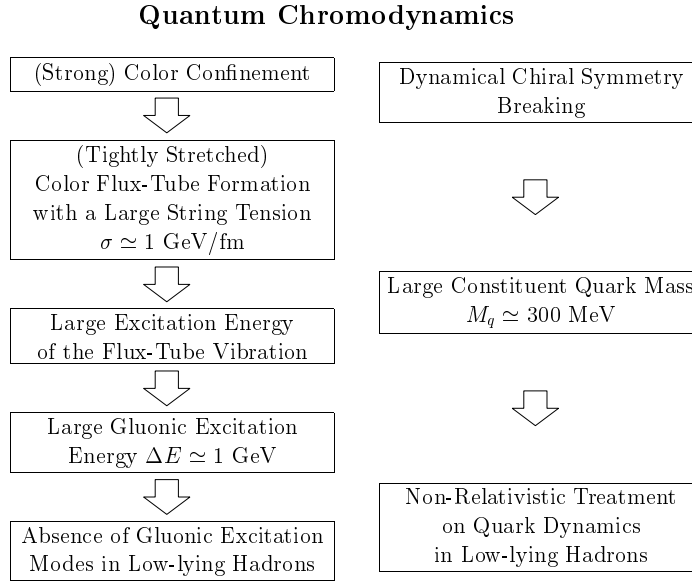 Quantum Chromodynamics
(Strong) Color Confinement
(Tightly Stretched)
Color Flux-Tube Formation
with a Large String Tension
σ ≃ 1 GeV/fm
Large Excitation Energy
of the Flux-Tube Vibration
Large Gluonic Excitation
Energy ΔE ≃ 1 GeV
Absence of Gluonic Excitation
Modes in Low-lying Hadrons
Dynamical Chiral Symmetry
Breaking
Large Constituent Quark Mass
M_q ≃ 300 MeV
Non-Relativistic Treatment
on Quark Dynamics
in Low-lying Hadrons